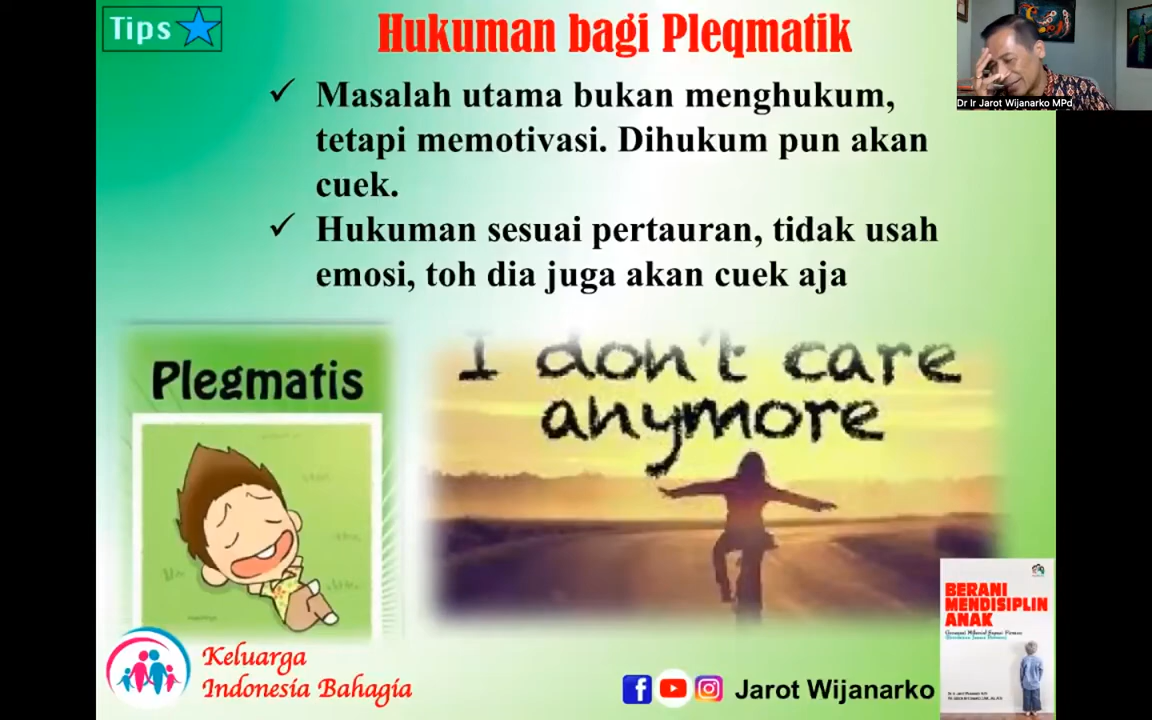 Tips
Hukuman bagi Pleqmatik
Dr Ir Jarot Wijanarko MPd
✓ Masalah utama bukan menghukum,
tetapi memotivasi. Dihukum pun akan
cuek.
✓ Hukuman sesuai pertauran, tidak usah
emosi, toh dia juga akan cuek aja
Plegmatis
I don't care
anymore
BERANI
MENDISIPLIN
ANAK
Keluarga
Indonesia Bahagia
Jarot Wijanarko